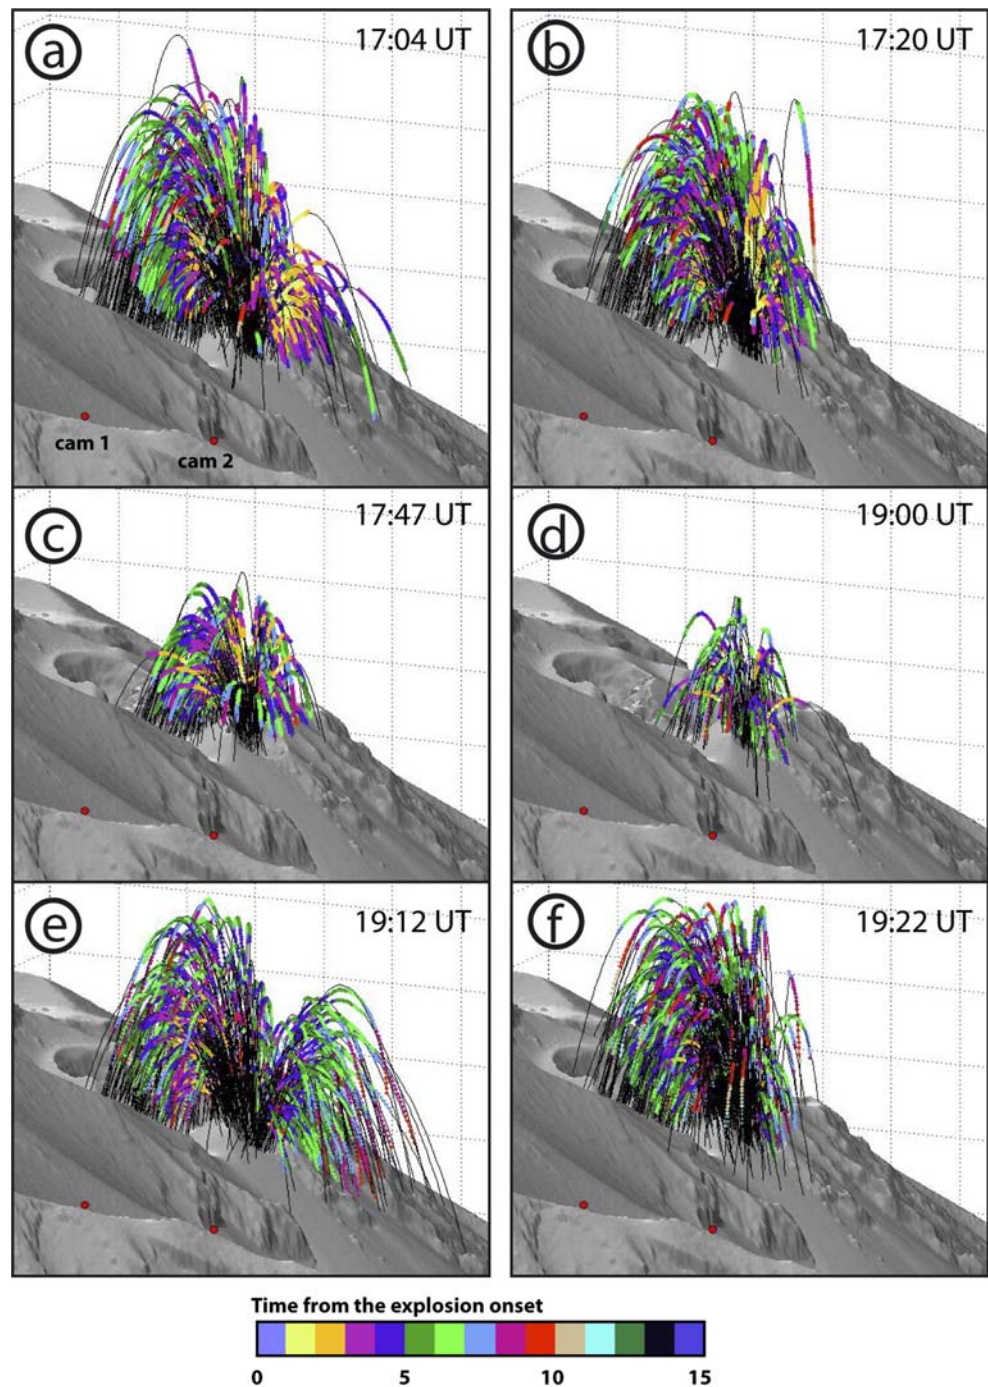 a
17:04 UT
b
17:20 UT
cam 1
cam 2
c
17:47 UT
d
19:00 UT
e
19:12 UT
f
19:22 UT
Time from the explosion onset
0 5 10 15